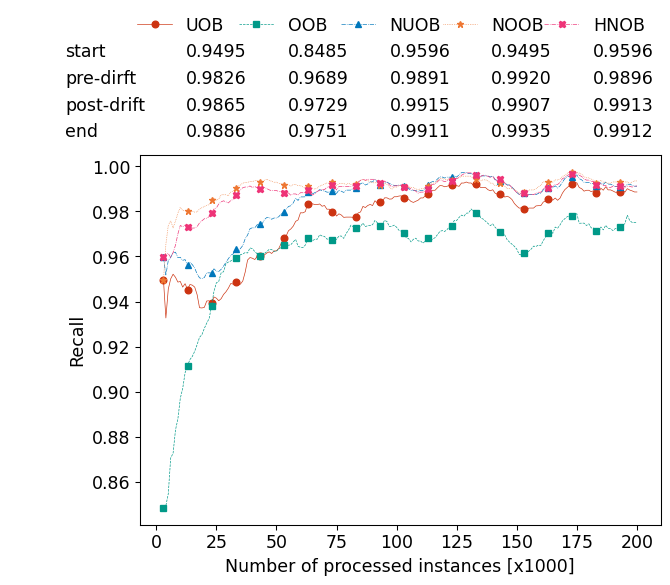 UOB OOB NUOB NOOB HNOB
start 0.9495 0.8485 0.9596 0.9495 0.9596
pre-dirft 0.9826 0.9689 0.9891 0.9920 0.9896
post-drift 0.9865 0.9729 0.9915 0.9907 0.9913
end 0.9886 0.9751 0.9911 0.9935 0.9912
1.00
0.98
0.96
0.94
0.92
0.90
0.88
0.86
Recall
0 25 50 75 100 125 150 175 200
Number of processed instances [x1000]